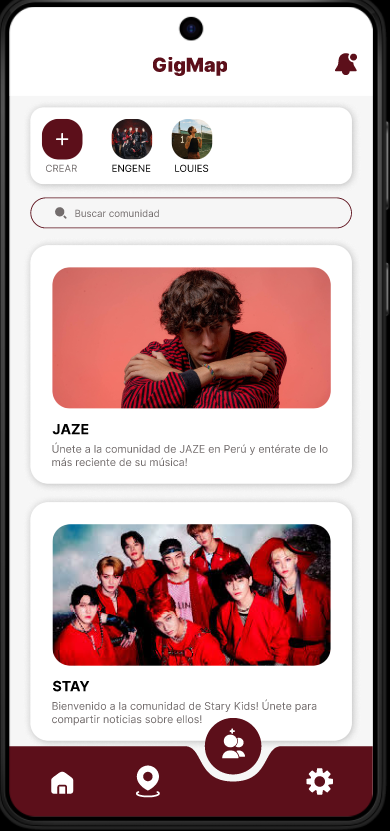 GigMap
CREAR
ENGENE
LOUIES
Buscar comunidad
JAZE
Únete a la comunidad de JAZE en Perú y entérate de lo
más reciente de su música!
STAY
Bienvenido a la comunidad de Stary Kids! Únete para
compartir noticias sobre ellos!